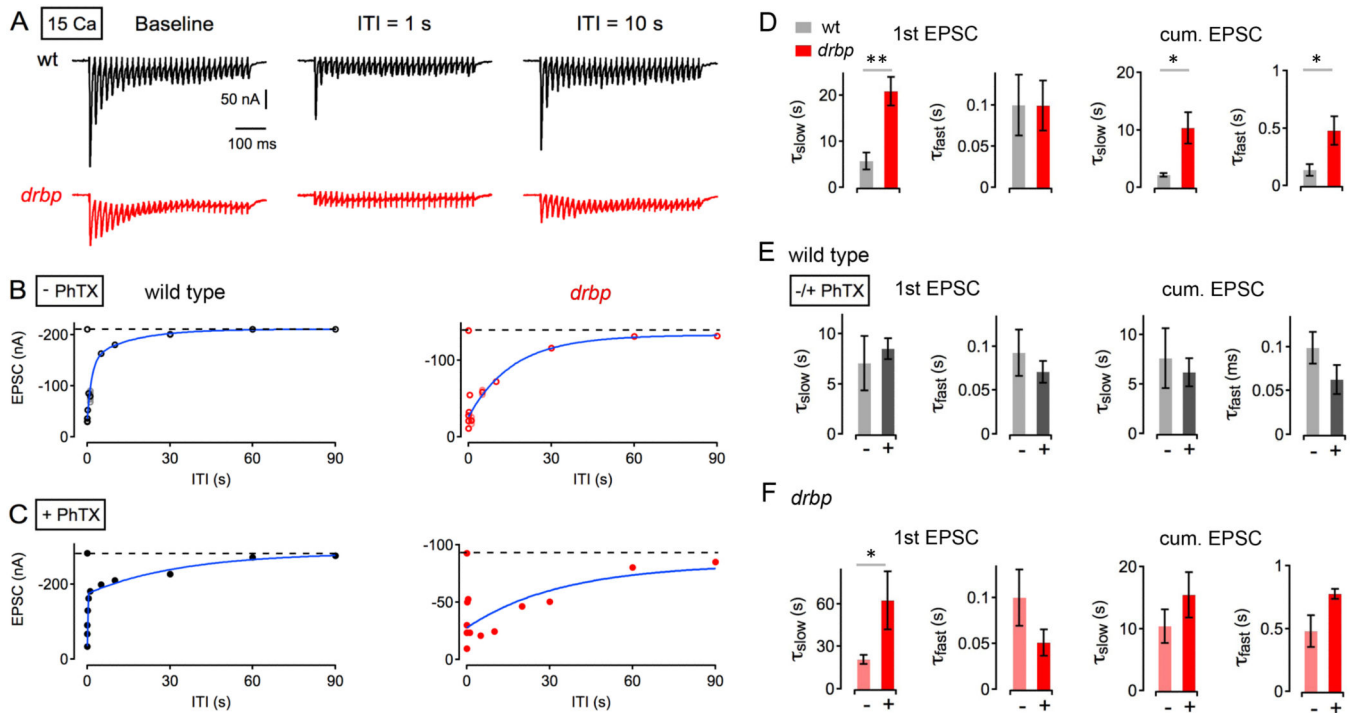 A 15 Ca Baseline ITI = 1 s ITI = 10 s
wt
50 nA
100 ms
drbp
B - PhTX wild type drbp
EPSC (nA)
-200
-100
0
0 30 60 90
ITI (s)
-100
0
0 30 60 90
ITI (s)
C + PhTX
EPSC (nA)
-200
0
0 30 60 90
ITI (s)
-100
-50
0
0 30 60 90
ITI (s)
D wt
drbp
1st EPSC cum. EPSC
τslow (s)
20
10
0
**
τfast (s)
0.1
0.05
0
τslow (s)
20
10
0
*
τfast (s)
1
0.5
0
*
E wild type
-/+ PhTX 1st EPSC cum. EPSC
τslow (s)
10
5
0
- +
τfast (s)
0.1
0.05
0
- +
τslow (s)
10
5
0
- +
τfast (ms)
0.1
0.05
0
- +
F drbp
1st EPSC cum. EPSC
τslow (s)
60
30
0
*
- +
τfast (s)
0.1
0.05
0
- +
τslow (s)
20
10
0
- +
τfast (s)
1
0.5
0
- +